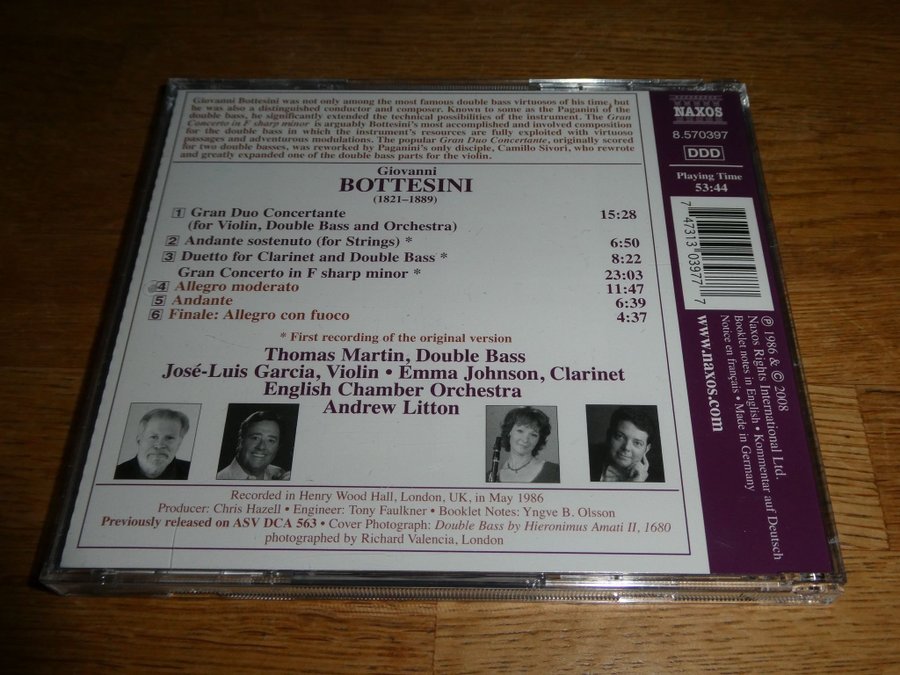 Giovanni Bottesini was not only among the most famous double bass virtuosos of his time, but
he was also a distinguished conductor and composer. Known to some as the Paganini of the
double bass, he significantly extended the technical possibilities of the instrument. The Gran
Concerto in F sharp minor is arguably Bottesini's most accomplished and involved composition
for the double bass in which the instrument's resources are fully exploited with virtuoso
passages and adventurous modulations. The popular Gran Duo Concertante, originally scored
for two double basses, was reworked by Paganini's only disciple, Camillo Sivori, who rewrote
and greatly expanded one of the double bass parts for the violin.
Giovanni
BOTTESINI
(1821–1889)
1 Gran Duo Concertante 15:28
(for Violin, Double Bass and Orchestra)
2 Andante sostenuto (for Strings) * 6:50
3 Duetto for Clarinet and Double Bass * 8:22
Gran Concerto in F sharp minor * 23:03
4 Allegro moderato 11:47
5 Andante 6:39
6 Finale: Allegro con fuoco 4:37
* First recording of the original version
Thomas Martin, Double Bass
José-Luis Garcia, Violin • Emma Johnson, Clarinet
English Chamber Orchestra
Andrew Litton
Recorded in Henry Wood Hall, London, UK, in May 1986
Producer: Chris Hazell • Engineer: Tony Faulkner • Booklet Notes: Yngve B. Olsson
Previously released on ASV DCA 563 • Cover Photograph: Double Bass by Hieronimus Amati II, 1680
photographed by Richard Valencia, London
NAXOS
8.570397
DDD
Playing Time
53:44
7 47313 03977 7
www.naxos.com
℗ 1986 & © 2008
Naxos Rights International Ltd.
Booklet notes in English • Kommentar auf Deutsch
Notice en français • Made in Germany